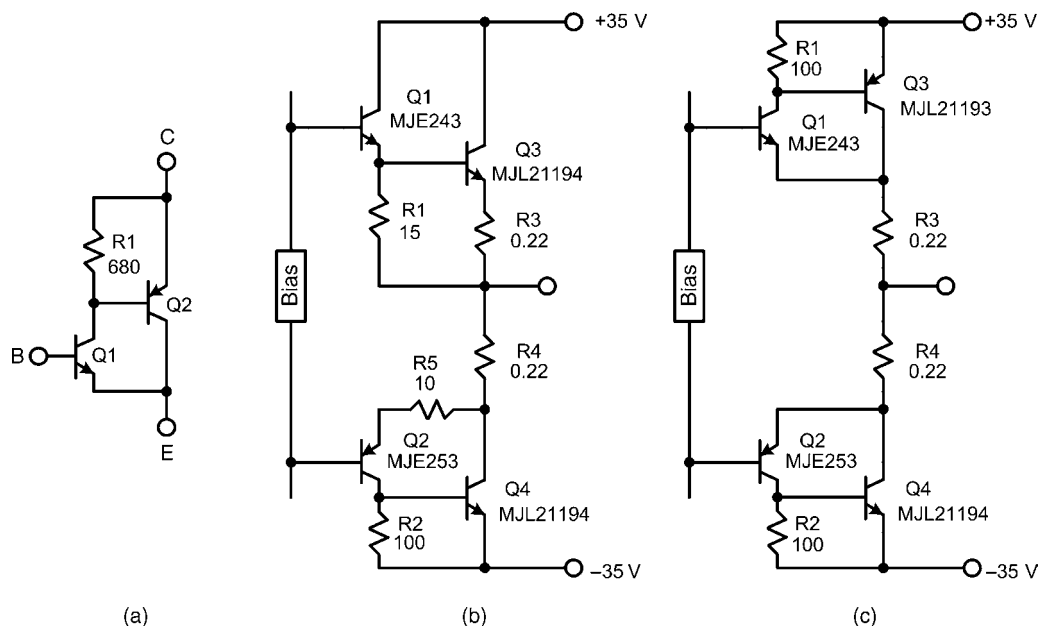 C
R1
680
Q2
Q1
B
E
(a)
+35 V
Q1
MJE243
Q3
MJL21194
R1
15
R3
0.22
Bias
R4
0.22
R5
10
Q2
MJE253
Q4
MJL21194
R2
100
–35 V
(b)
+35 V
R1
100
Q3
MJL21193
Q1
MJE243
R3
0.22
Bias
R4
0.22
Q2
MJE253
Q4
MJL21194
R2
100
–35 V
(c)